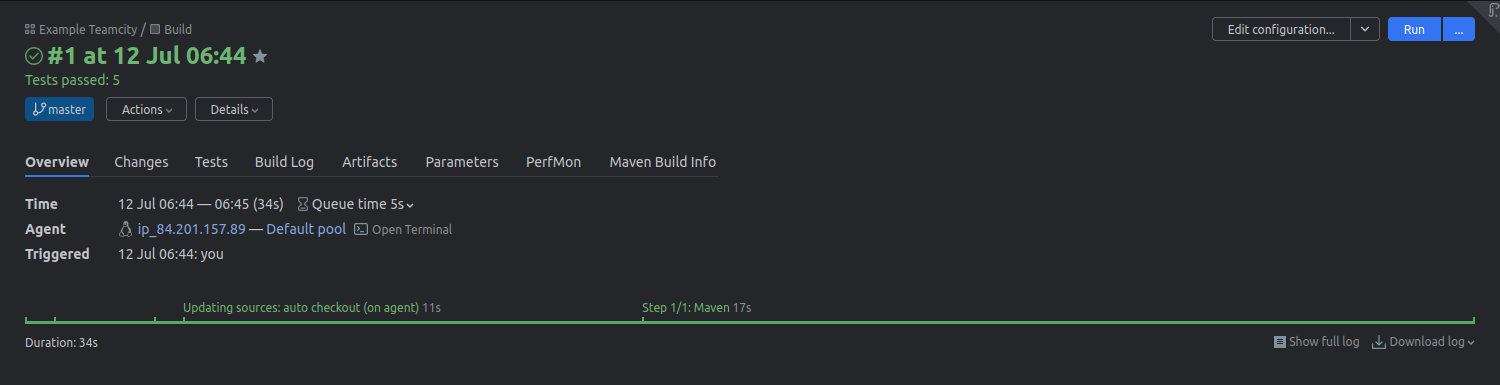 Example Teamcity / Build
Edit configuration...
Run
...
#1 at 12 Jul 06:44
Tests passed: 5
master
Actions
Details
Overview
Changes
Tests
Build Log
Artifacts
Parameters
PerfMon
Maven Build Info
Time 12 Jul 06:44 — 06:45 (34s) Queue time 5s
Agent ip_84.201.157.89 — Default pool Open Terminal
Triggered 12 Jul 06:44: you
Updating sources: auto checkout (on agent) 11s
Step 1/1: Maven 17s
Duration: 34s
Show full log
Download log